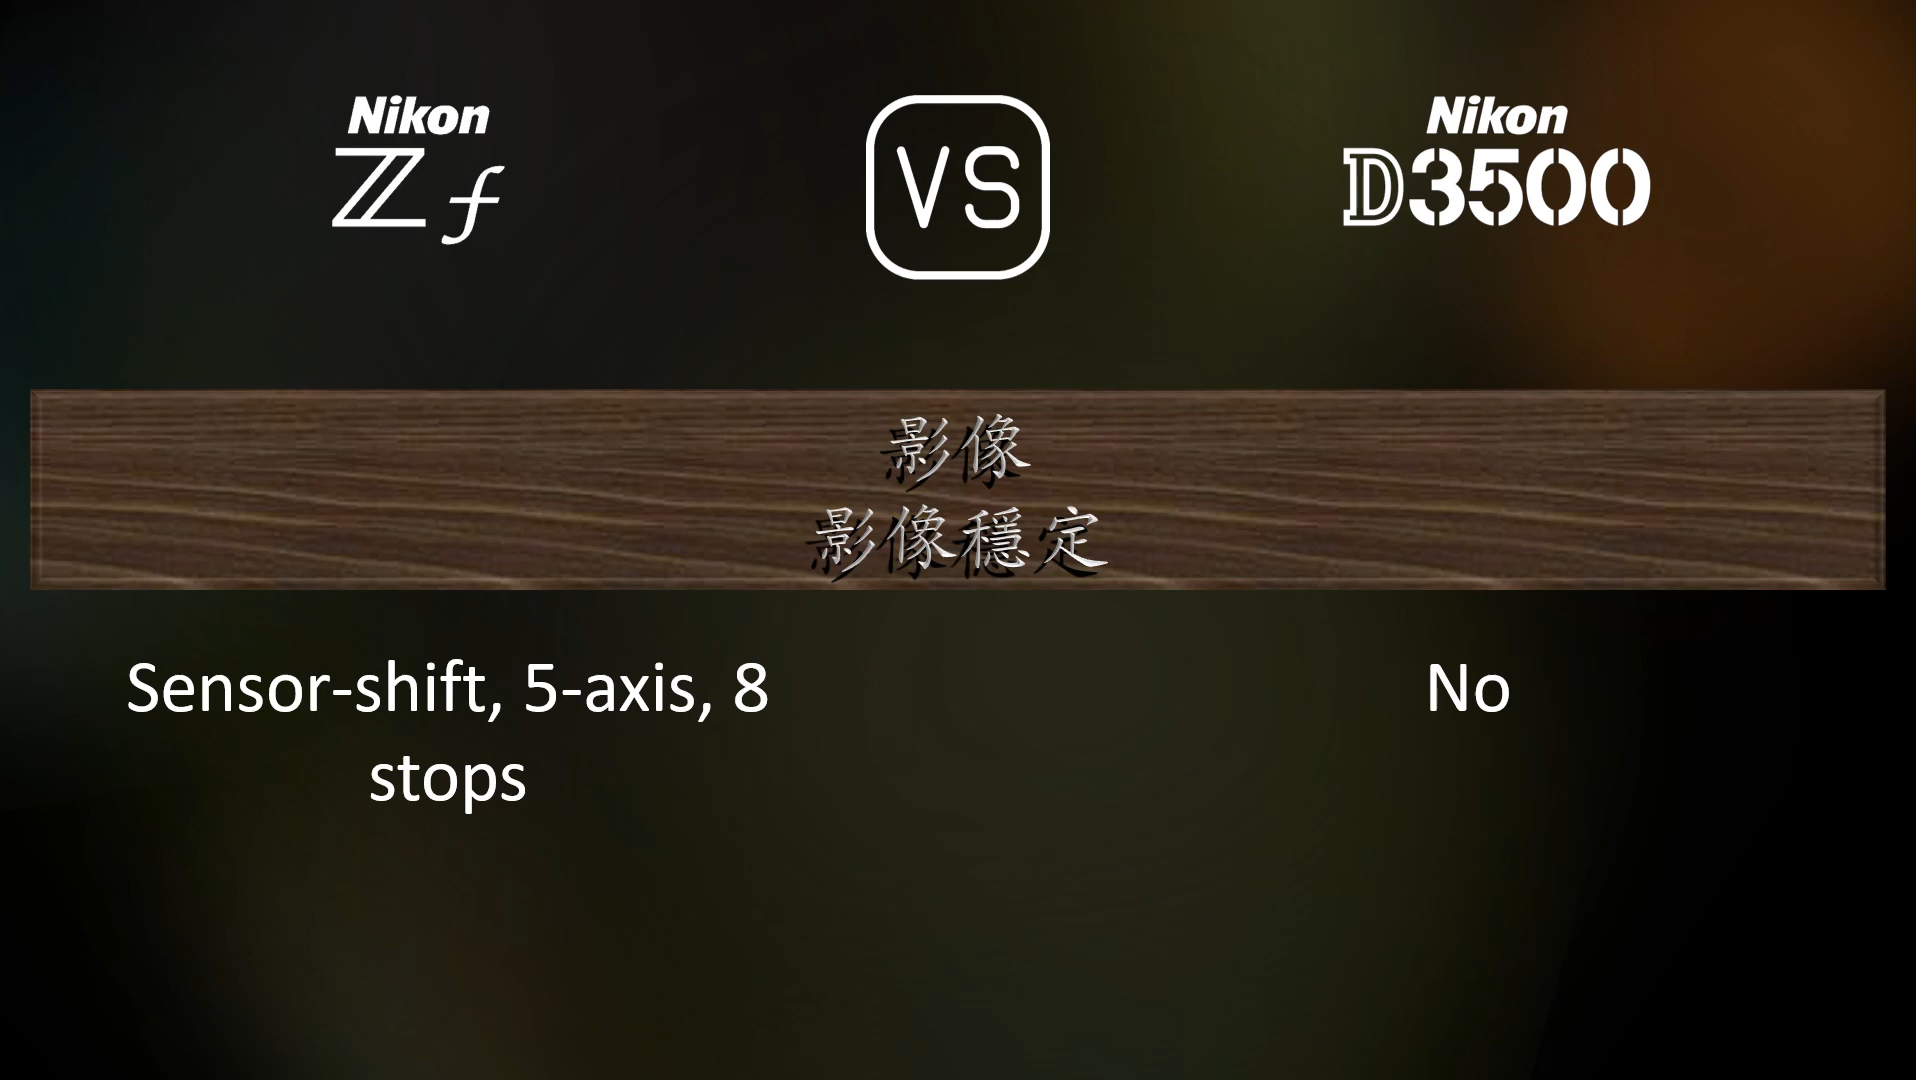 Nikon
Z f
VS
Nikon
D3500
影像
影像穩定
Sensor-shift, 5-axis, 8
stops
No